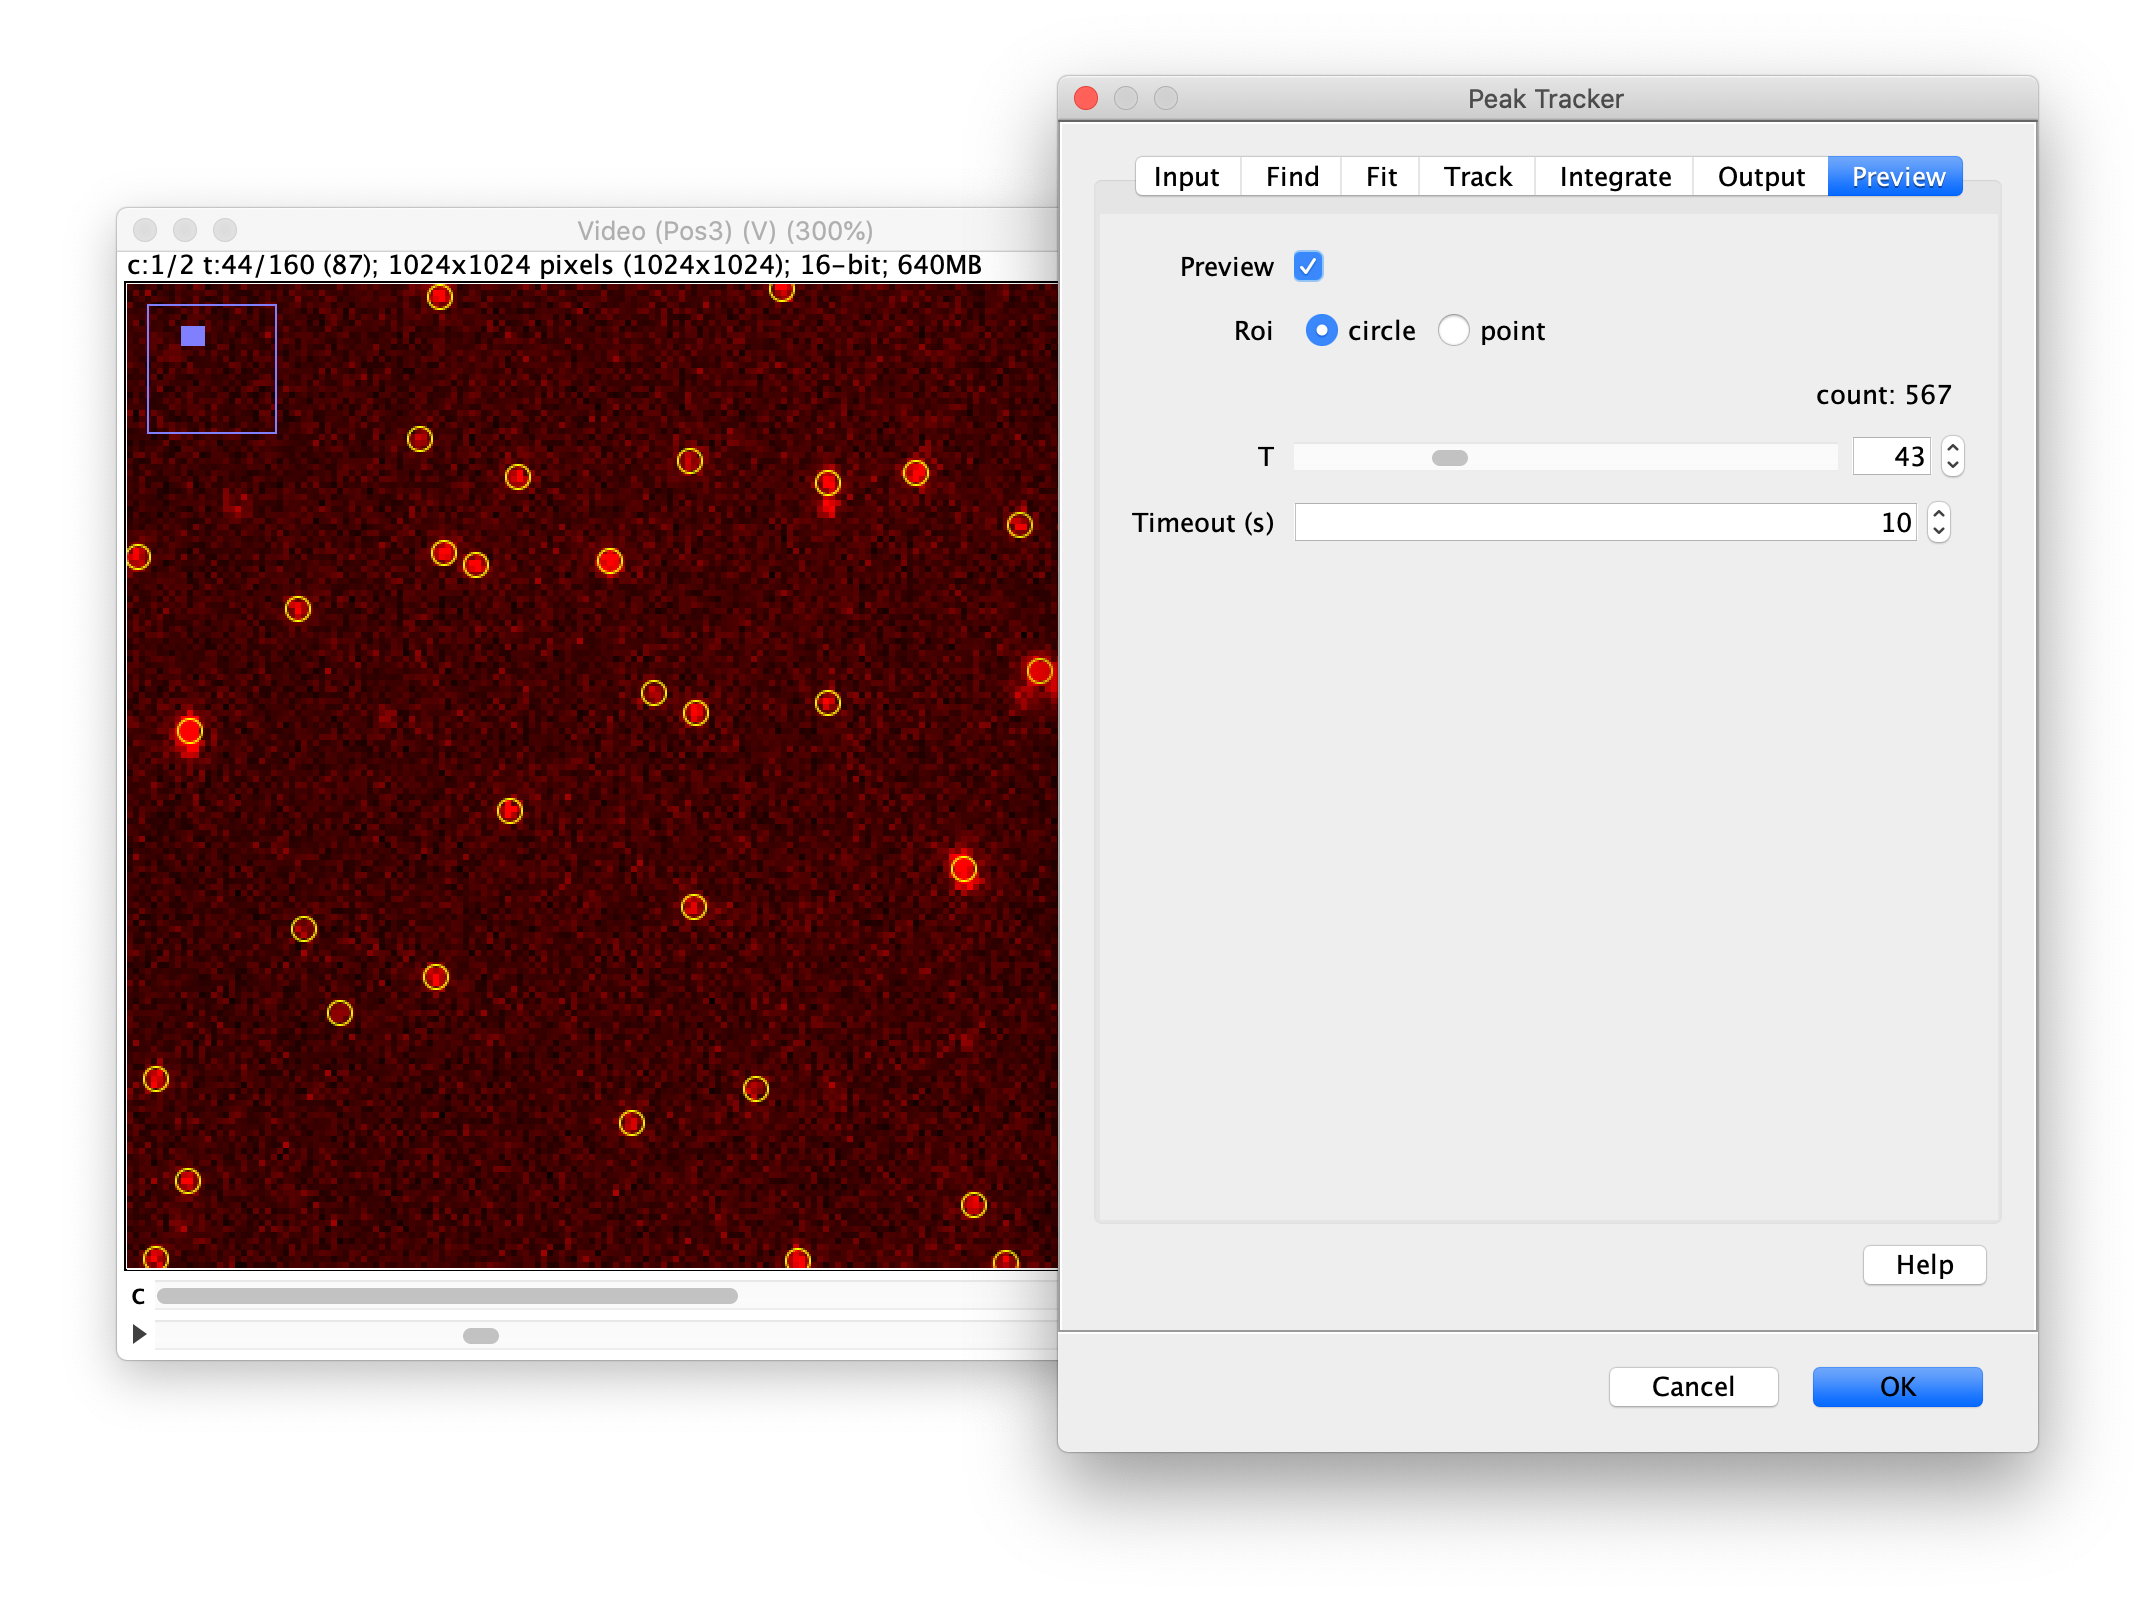 Peak Tracker
Input Find Fit Track Integrate Output Preview
Video (Pos3) (V) (300%)
c:1/2 t:44/160 (87); 1024x1024 pixels (1024x1024); 16-bit; 640MB
Preview
Roi circle point
count: 567
T 43
Timeout (s) 10
Help
c
Cancel OK